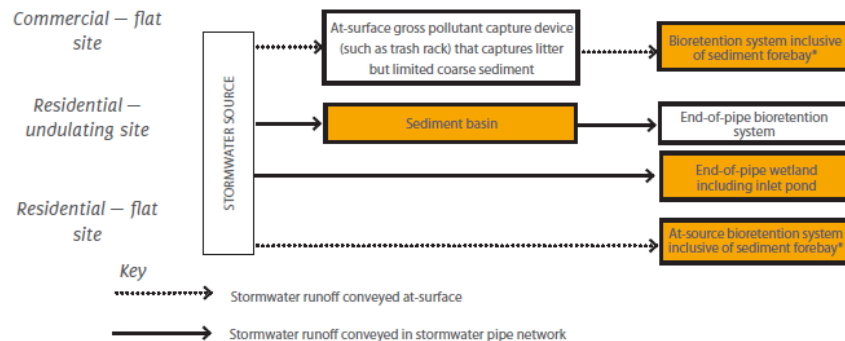 Commercial — flat
site
At-surface gross pollutant capture device
(such as trash rack) that captures litter
but limited coarse sediment
Bioretention system inclusive
of sediment forebay*
Residential —
undulating site
STORMWATER SOURCE
Sediment basin
End-of-pipe bioretention
system
End-of-pipe wetland
including inlet pond
Residential — flat
site
At-source bioretention system
inclusive of sediment forebay*
Key
Stormwater runoff conveyed at-surface
Stormwater runoff conveyed in stormwater pipe network